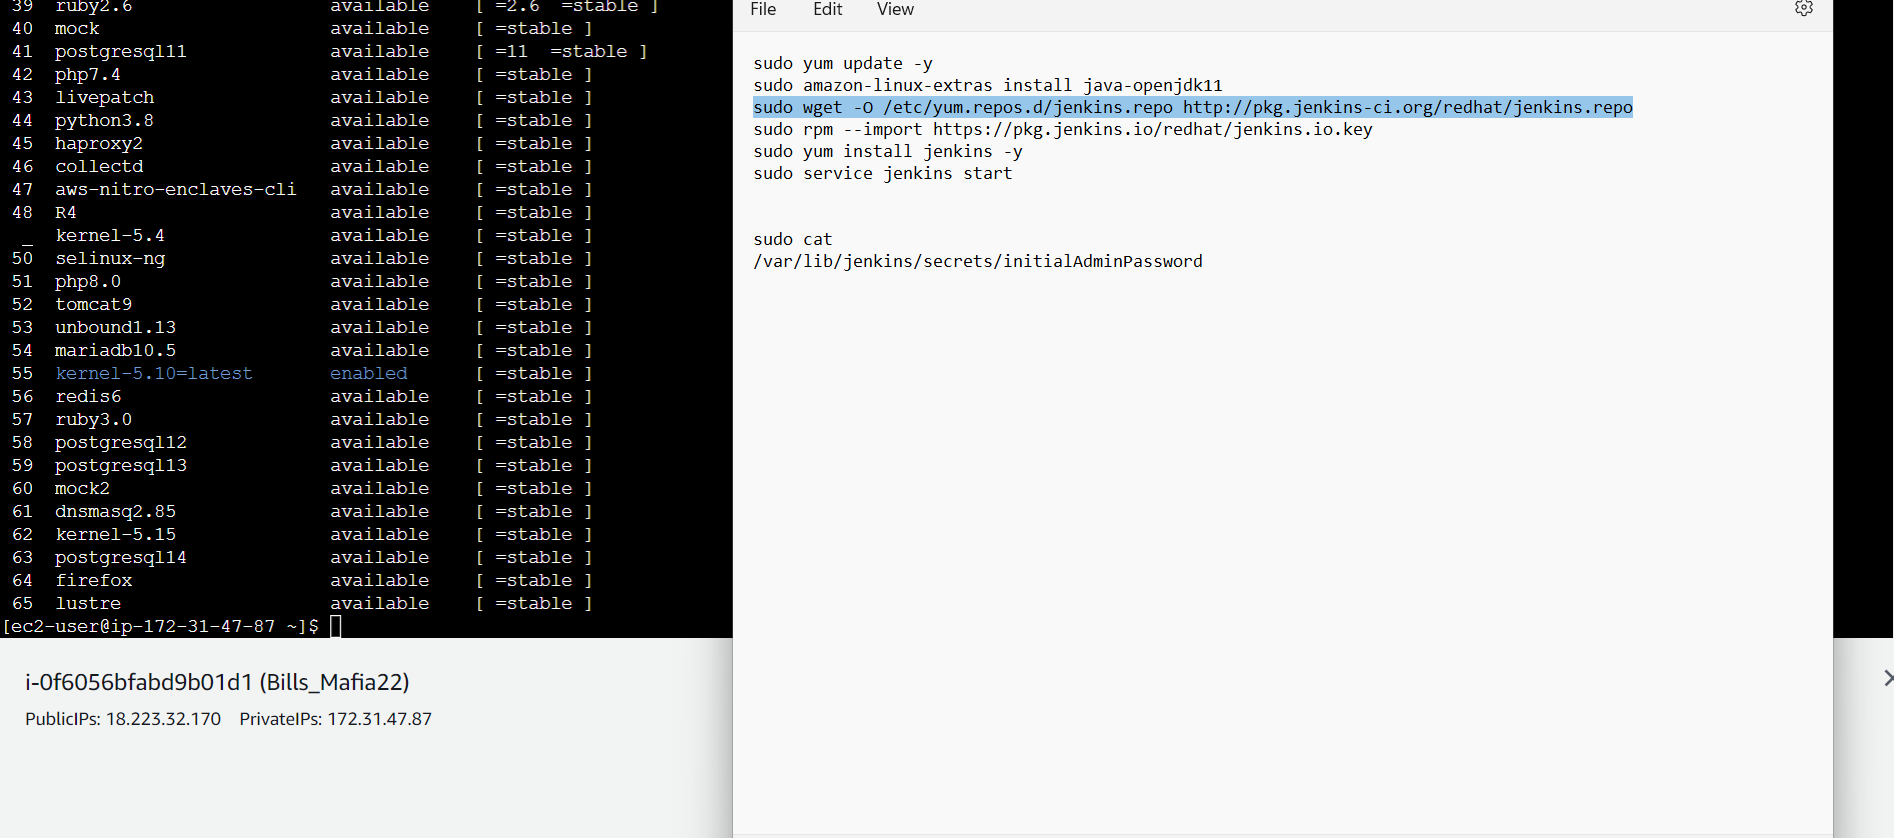 39 ruby2.6 available [ =2.6 =stable ]
40 mock available [ =stable ]
41 postgresql11 available [ =11 =stable ]
42 php7.4 available [ =stable ]
43 livepatch available [ =stable ]
44 python3.8 available [ =stable ]
45 haproxy2 available [ =stable ]
46 collectd available [ =stable ]
47 aws-nitro-enclaves-cli available [ =stable ]
48 R4 available [ =stable ]
_ kernel-5.4 available [ =stable ]
50 selinux-ng available [ =stable ]
51 php8.0 available [ =stable ]
52 tomcat9 available [ =stable ]
53 unbound1.13 available [ =stable ]
54 mariadb10.5 available [ =stable ]
55 kernel-5.10=latest enabled [ =stable ]
56 redis6 available [ =stable ]
57 ruby3.0 available [ =stable ]
58 postgresql12 available [ =stable ]
59 postgresql13 available [ =stable ]
60 mock2 available [ =stable ]
61 dnsmasq2.85 available [ =stable ]
62 kernel-5.15 available [ =stable ]
63 postgresql14 available [ =stable ]
64 firefox available [ =stable ]
65 lustre available [ =stable ]
[ec2-user@ip-172-31-47-87 ~]$
i-0f6056bfabd9b01d1 (Bills_Mafia22)
PublicIPs: 18.223.32.170 PrivateIPs: 172.31.47.87
File Edit View
sudo yum update -y
sudo amazon-linux-extras install java-openjdk11
sudo wget -O /etc/yum.repos.d/jenkins.repo http://pkg.jenkins-ci.org/redhat/jenkins.repo
sudo rpm --import https://pkg.jenkins.io/redhat/jenkins.io.key
sudo yum install jenkins -y
sudo service jenkins start
sudo cat
/var/lib/jenkins/secrets/initialAdminPassword